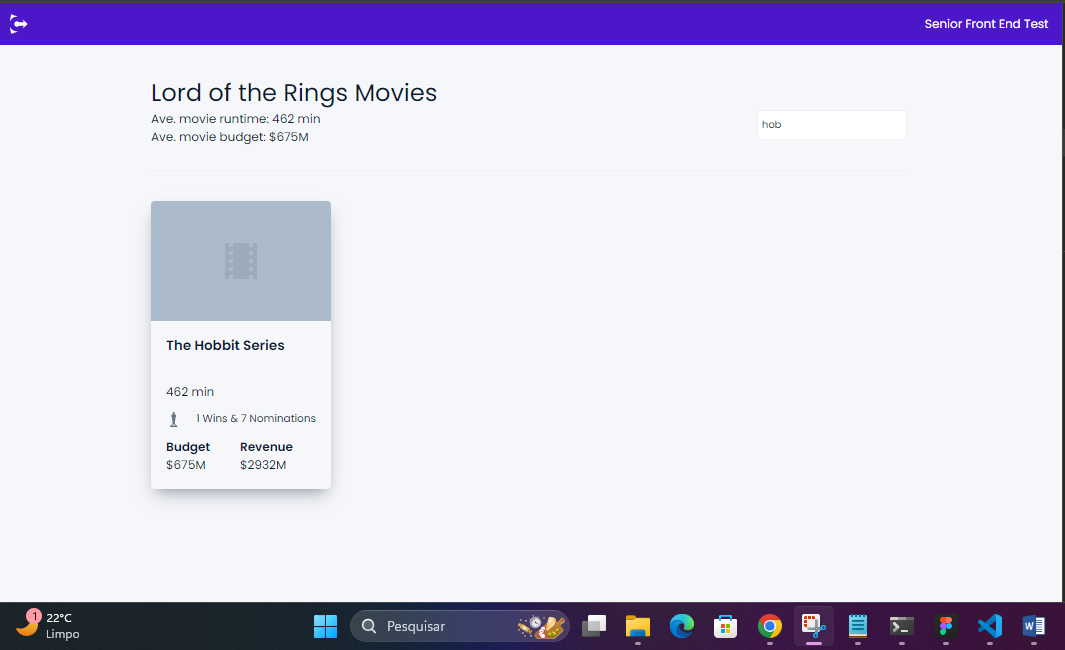 Senior Front End Test
Lord of the Rings Movies
Ave. movie runtime: 462 min
Ave. movie budget: $675M
hob
The Hobbit Series
462 min
1 Wins & 7 Nominations
Budget Revenue
$675M $2932M
1
22°C
Limpo
Pesquisar